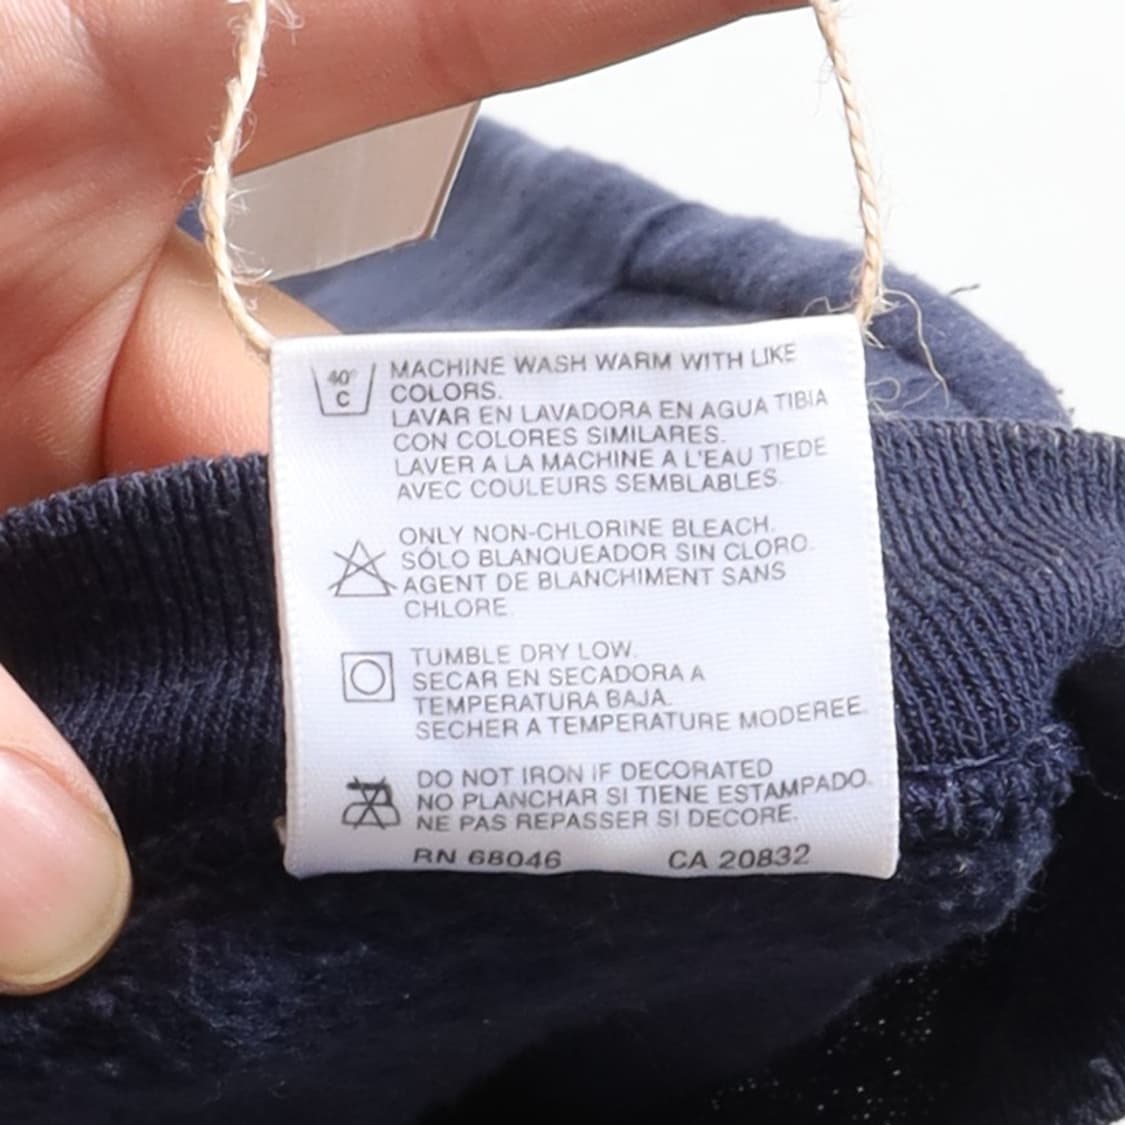 40°
C
MACHINE WASH WARM WITH LIKE
COLORS.
LAVAR EN LAVADORA EN AGUA TIBIA
CON COLORES SIMILARES.
LAVER A LA MACHINE A L'EAU TIEDE
AVEC COULEURS SEMBLABLES.
ONLY NON-CHLORINE BLEACH.
SÓLO BLANQUEADOR SIN CLORO.
AGENT DE BLANCHIMENT SANS
CHLORE.
TUMBLE DRY LOW.
SECAR EN SECADORA A
TEMPERATURA BAJA.
SECHER A TEMPERATURE MODEREE.
DO NOT IRON IF DECORATED
NO PLANCHAR SI TIENE ESTAMPADO.
NE PAS REPASSER SI DECORE.
RN 68046 CA 20832